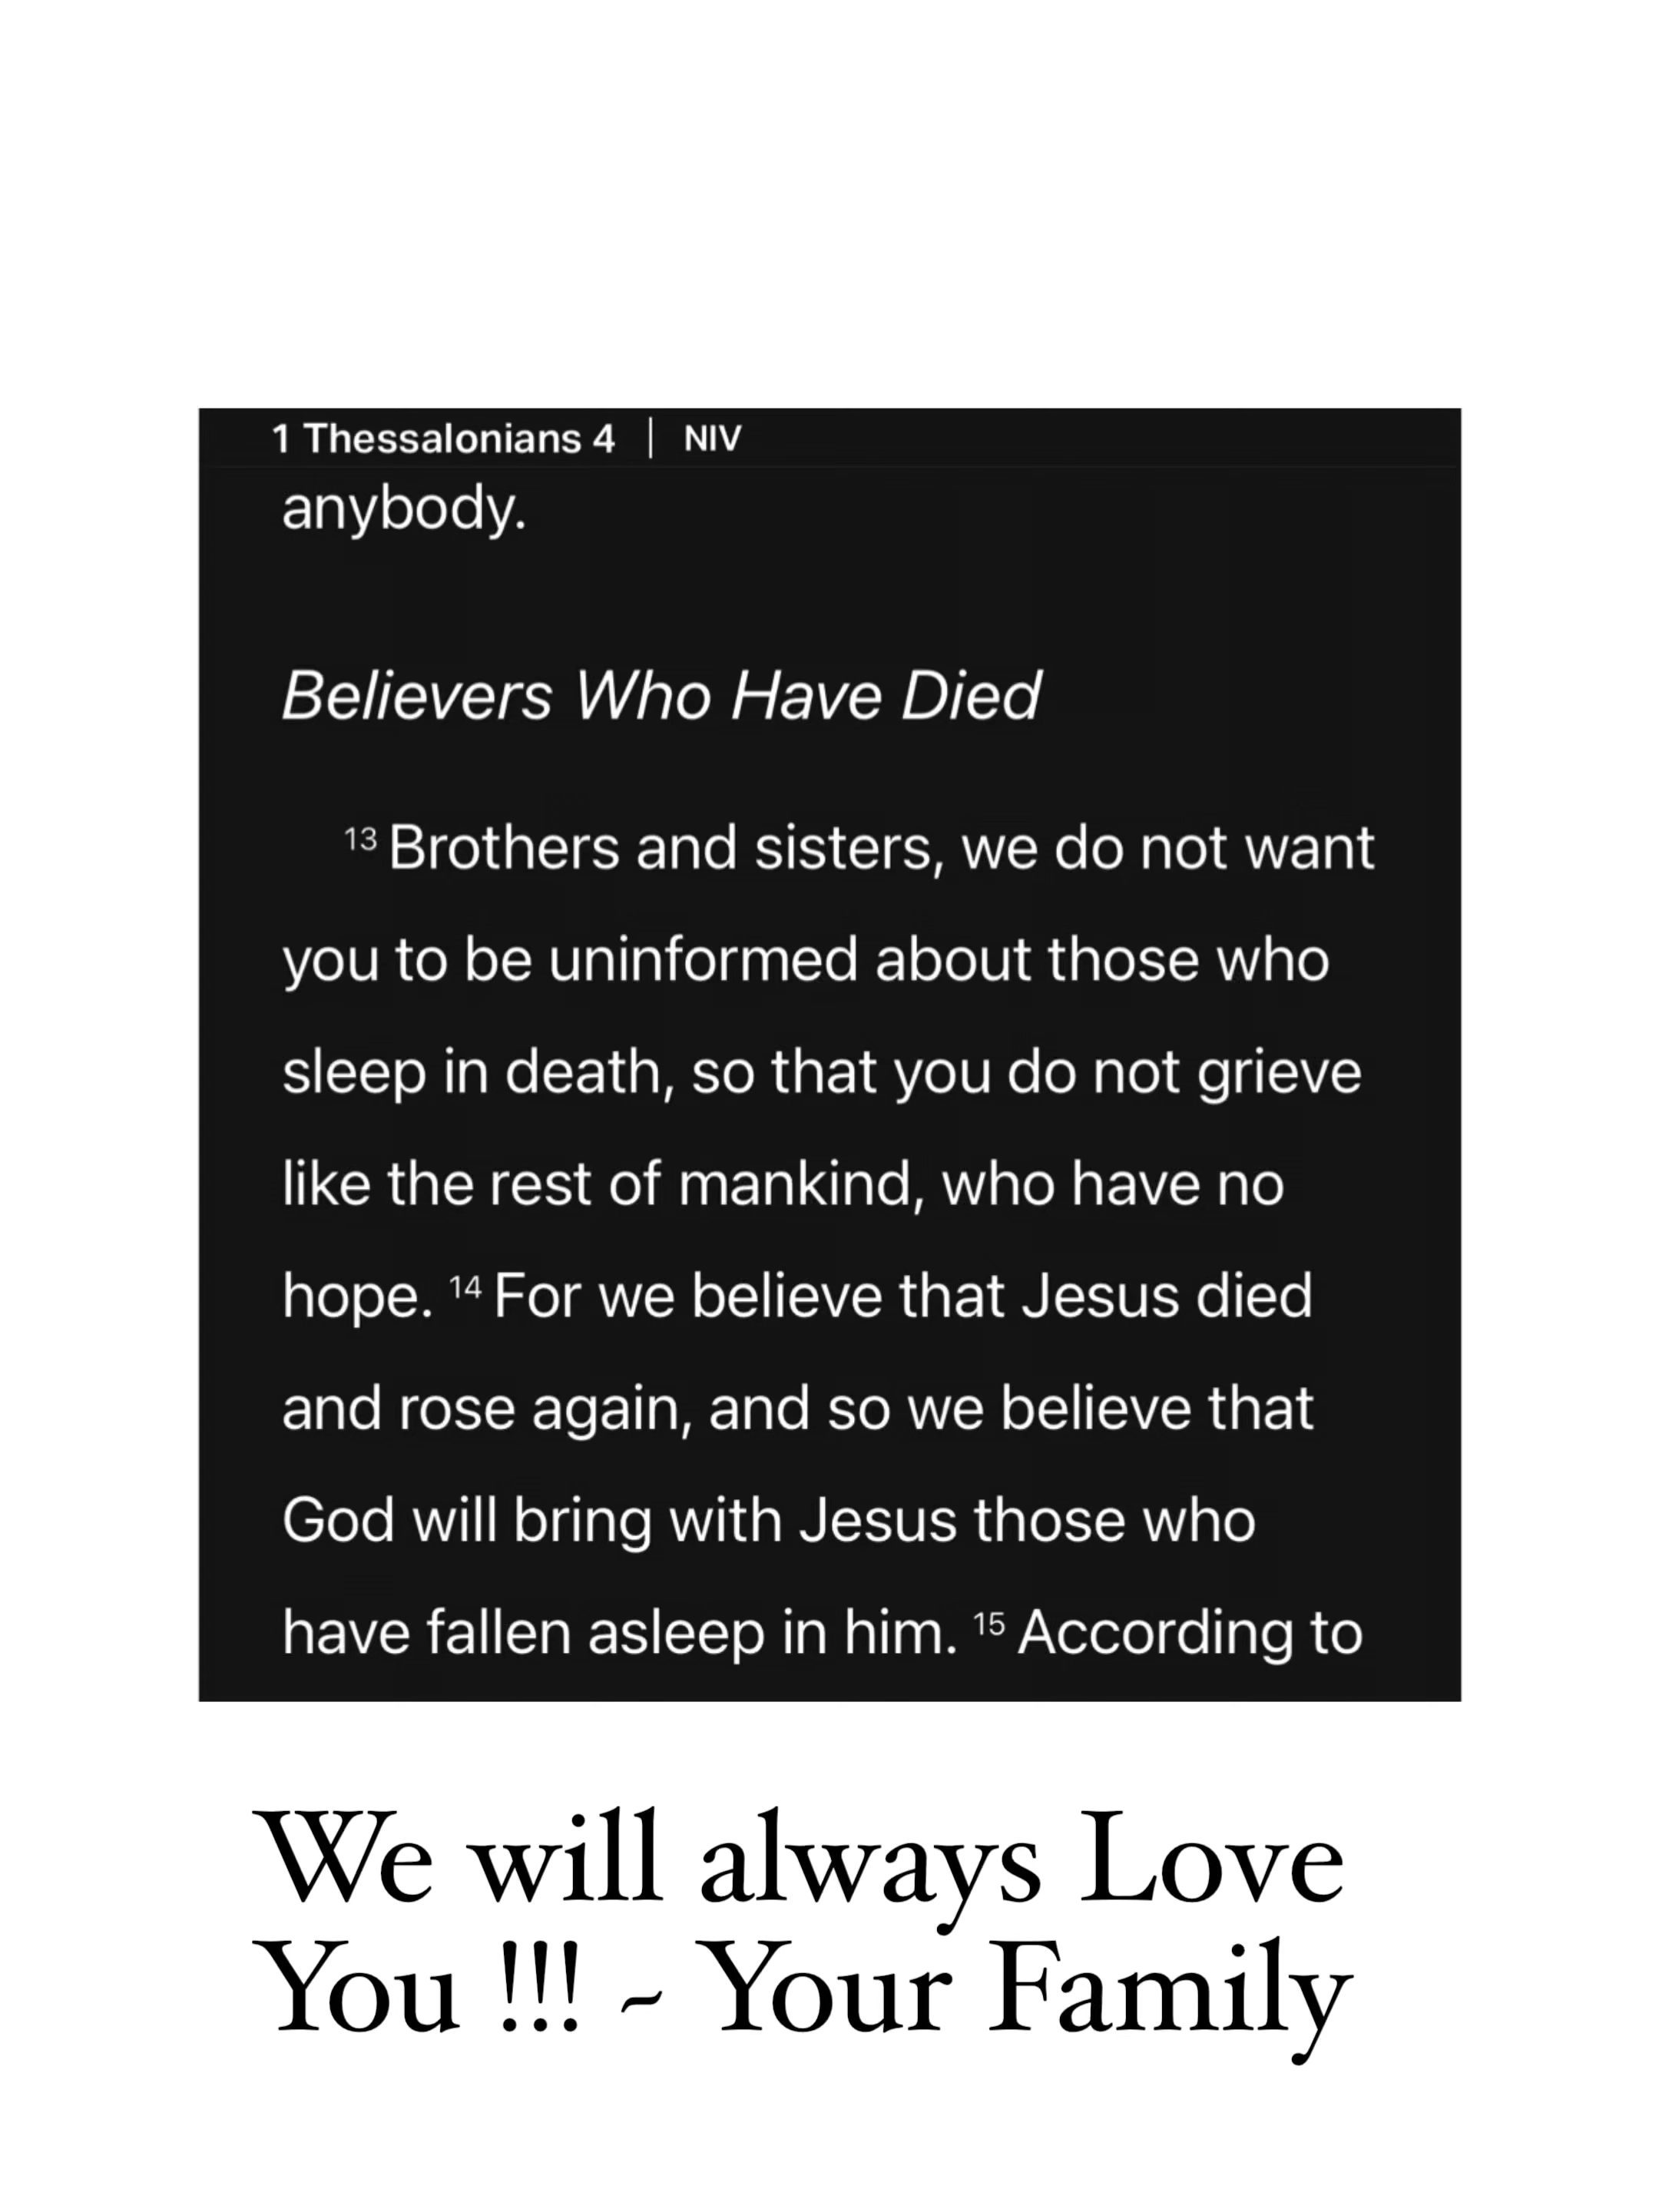 1 Thessalonians 4 | NIV
anybody.
Believers Who Have Died
13 Brothers and sisters, we do not want
you to be uninformed about those who
sleep in death, so that you do not grieve
like the rest of mankind, who have no
hope. 14 For we believe that Jesus died
and rose again, and so we believe that
God will bring with Jesus those who
have fallen asleep in him. 15 According to
We will always Love
You !!! ~ Your Family